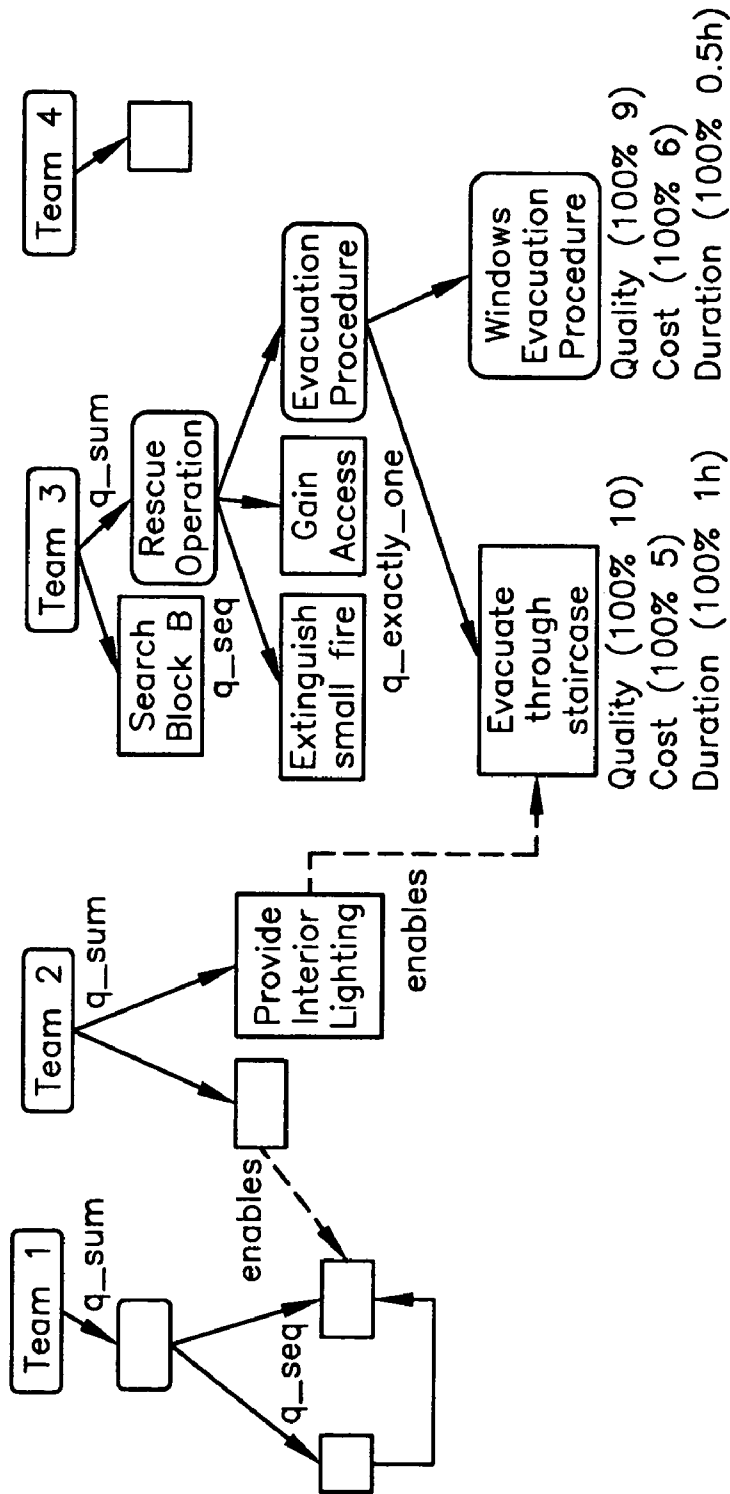 Team 1
q_sum
q_seq
Team 2
q_sum
enables
Provide
Interior
Lighting
enables
Team 3
q_sum
Search
Block B
q_seq
Rescue
Operation
Extinguish
small fire
Gain
Access
Evacuation
Procedure
q_exactly_one
Evacuate
through
staircase
Quality (100% 10)
Cost (100% 5)
Duration (100% 1h)
Windows
Evacuation
Procedure
Quality (100% 9)
Cost (100% 6)
Duration (100% 0.5h)
Team 4